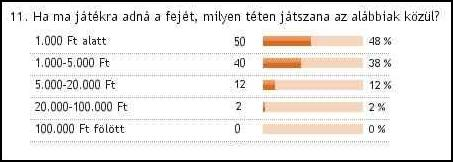 11. Ha ma játékra adná a fejét, milyen téten játszana az alábbiak közül?
1.000 Ft alatt 50 48 %
1.000-5.000 Ft 40 38 %
5.000-20.000 Ft 12 12 %
20.000-100.000 Ft 2 2 %
100.000 Ft fölött 0 0 %